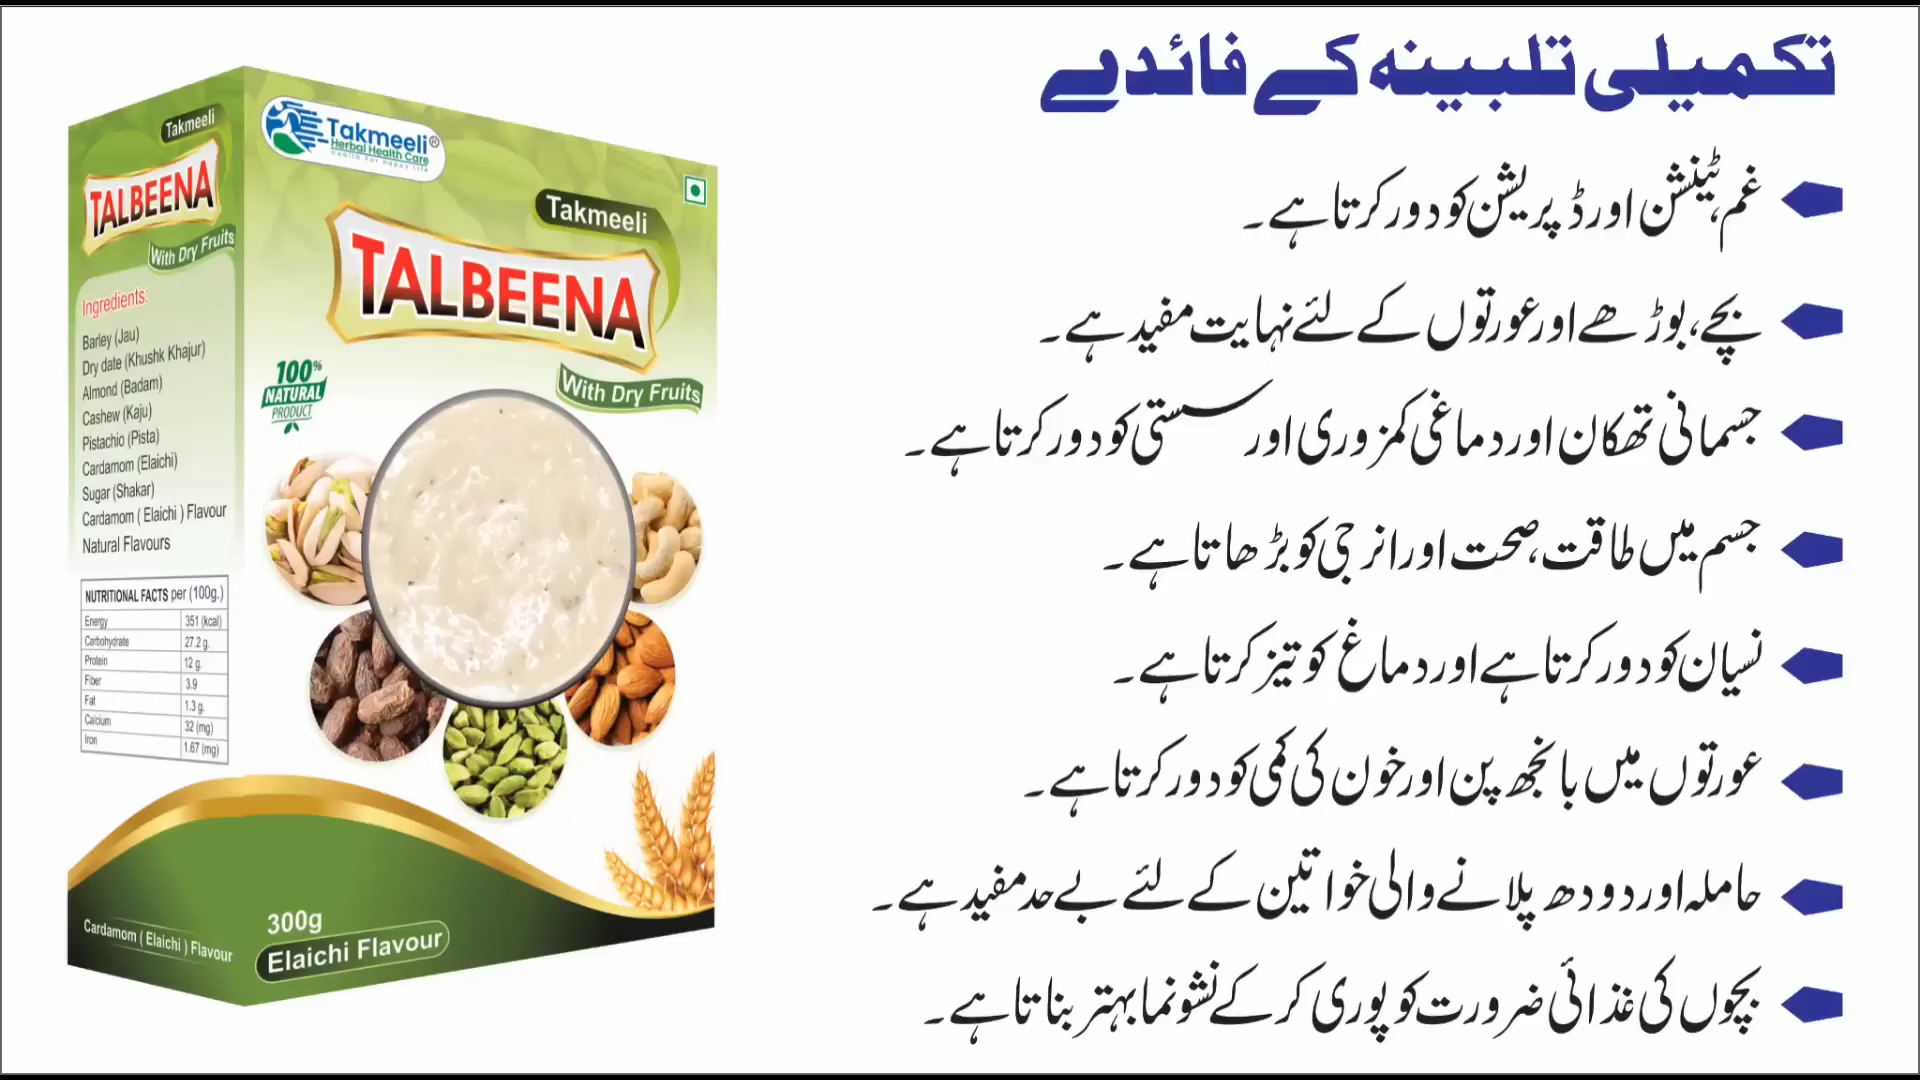 تکمیلی تلبینہ کے فائدے
غم، ٹینشن اور ڈپریشن کو دور کرتا ہے۔
بچے، بوڑھے اور عورتوں کے لئے نہایت مفید ہے۔
جسمانی تھکان اور دماغی کمزوری اور سستی کو دور کرتا ہے۔
جسم میں طاقت، صحت اور انرجی کو بڑھاتا ہے۔
نسیان کو دور کرتا ہے اور دماغ کو تیز کرتا ہے۔
عورتوں میں بانجھ پن اور خون کی کمی کو دور کرتا ہے۔
حاملہ اور دودھ پلانے والی خواتین کے لئے بے حد مفید ہے۔
بچوں کی غذائی ضرورت کو پوری کر کے نشونما بہتر بناتا ہے۔
Takmeeli
TALBEENA
With Dry Fruits
Ingredients:
Barley (Jau)
Dry date (Khushk Khajur)
Almond (Badam)
Cashew (Kaju)
Pistachio (Pista)
Cardamom (Elaichi)
Sugar (Shakar)
Cardamom ( Elaichi ) Flavour
Natural Flavours
NUTRITIONAL FACTS per (100g.)
Energy 351 (kcal)
Carbohydrate 27.2 g.
Protein 12 g.
Fiber 3.9
Fat 1.3 g.
Calcium 32 (mg)
Iron 1.67 (mg)
Cardamom ( Elaichi ) Flavour
Takmeeli®
Herbal Health Care
Health For Happy Life
Takmeeli
TALBEENA
With Dry Fruits
100%
NATURAL
PRODUCT
300g
Elaichi Flavour